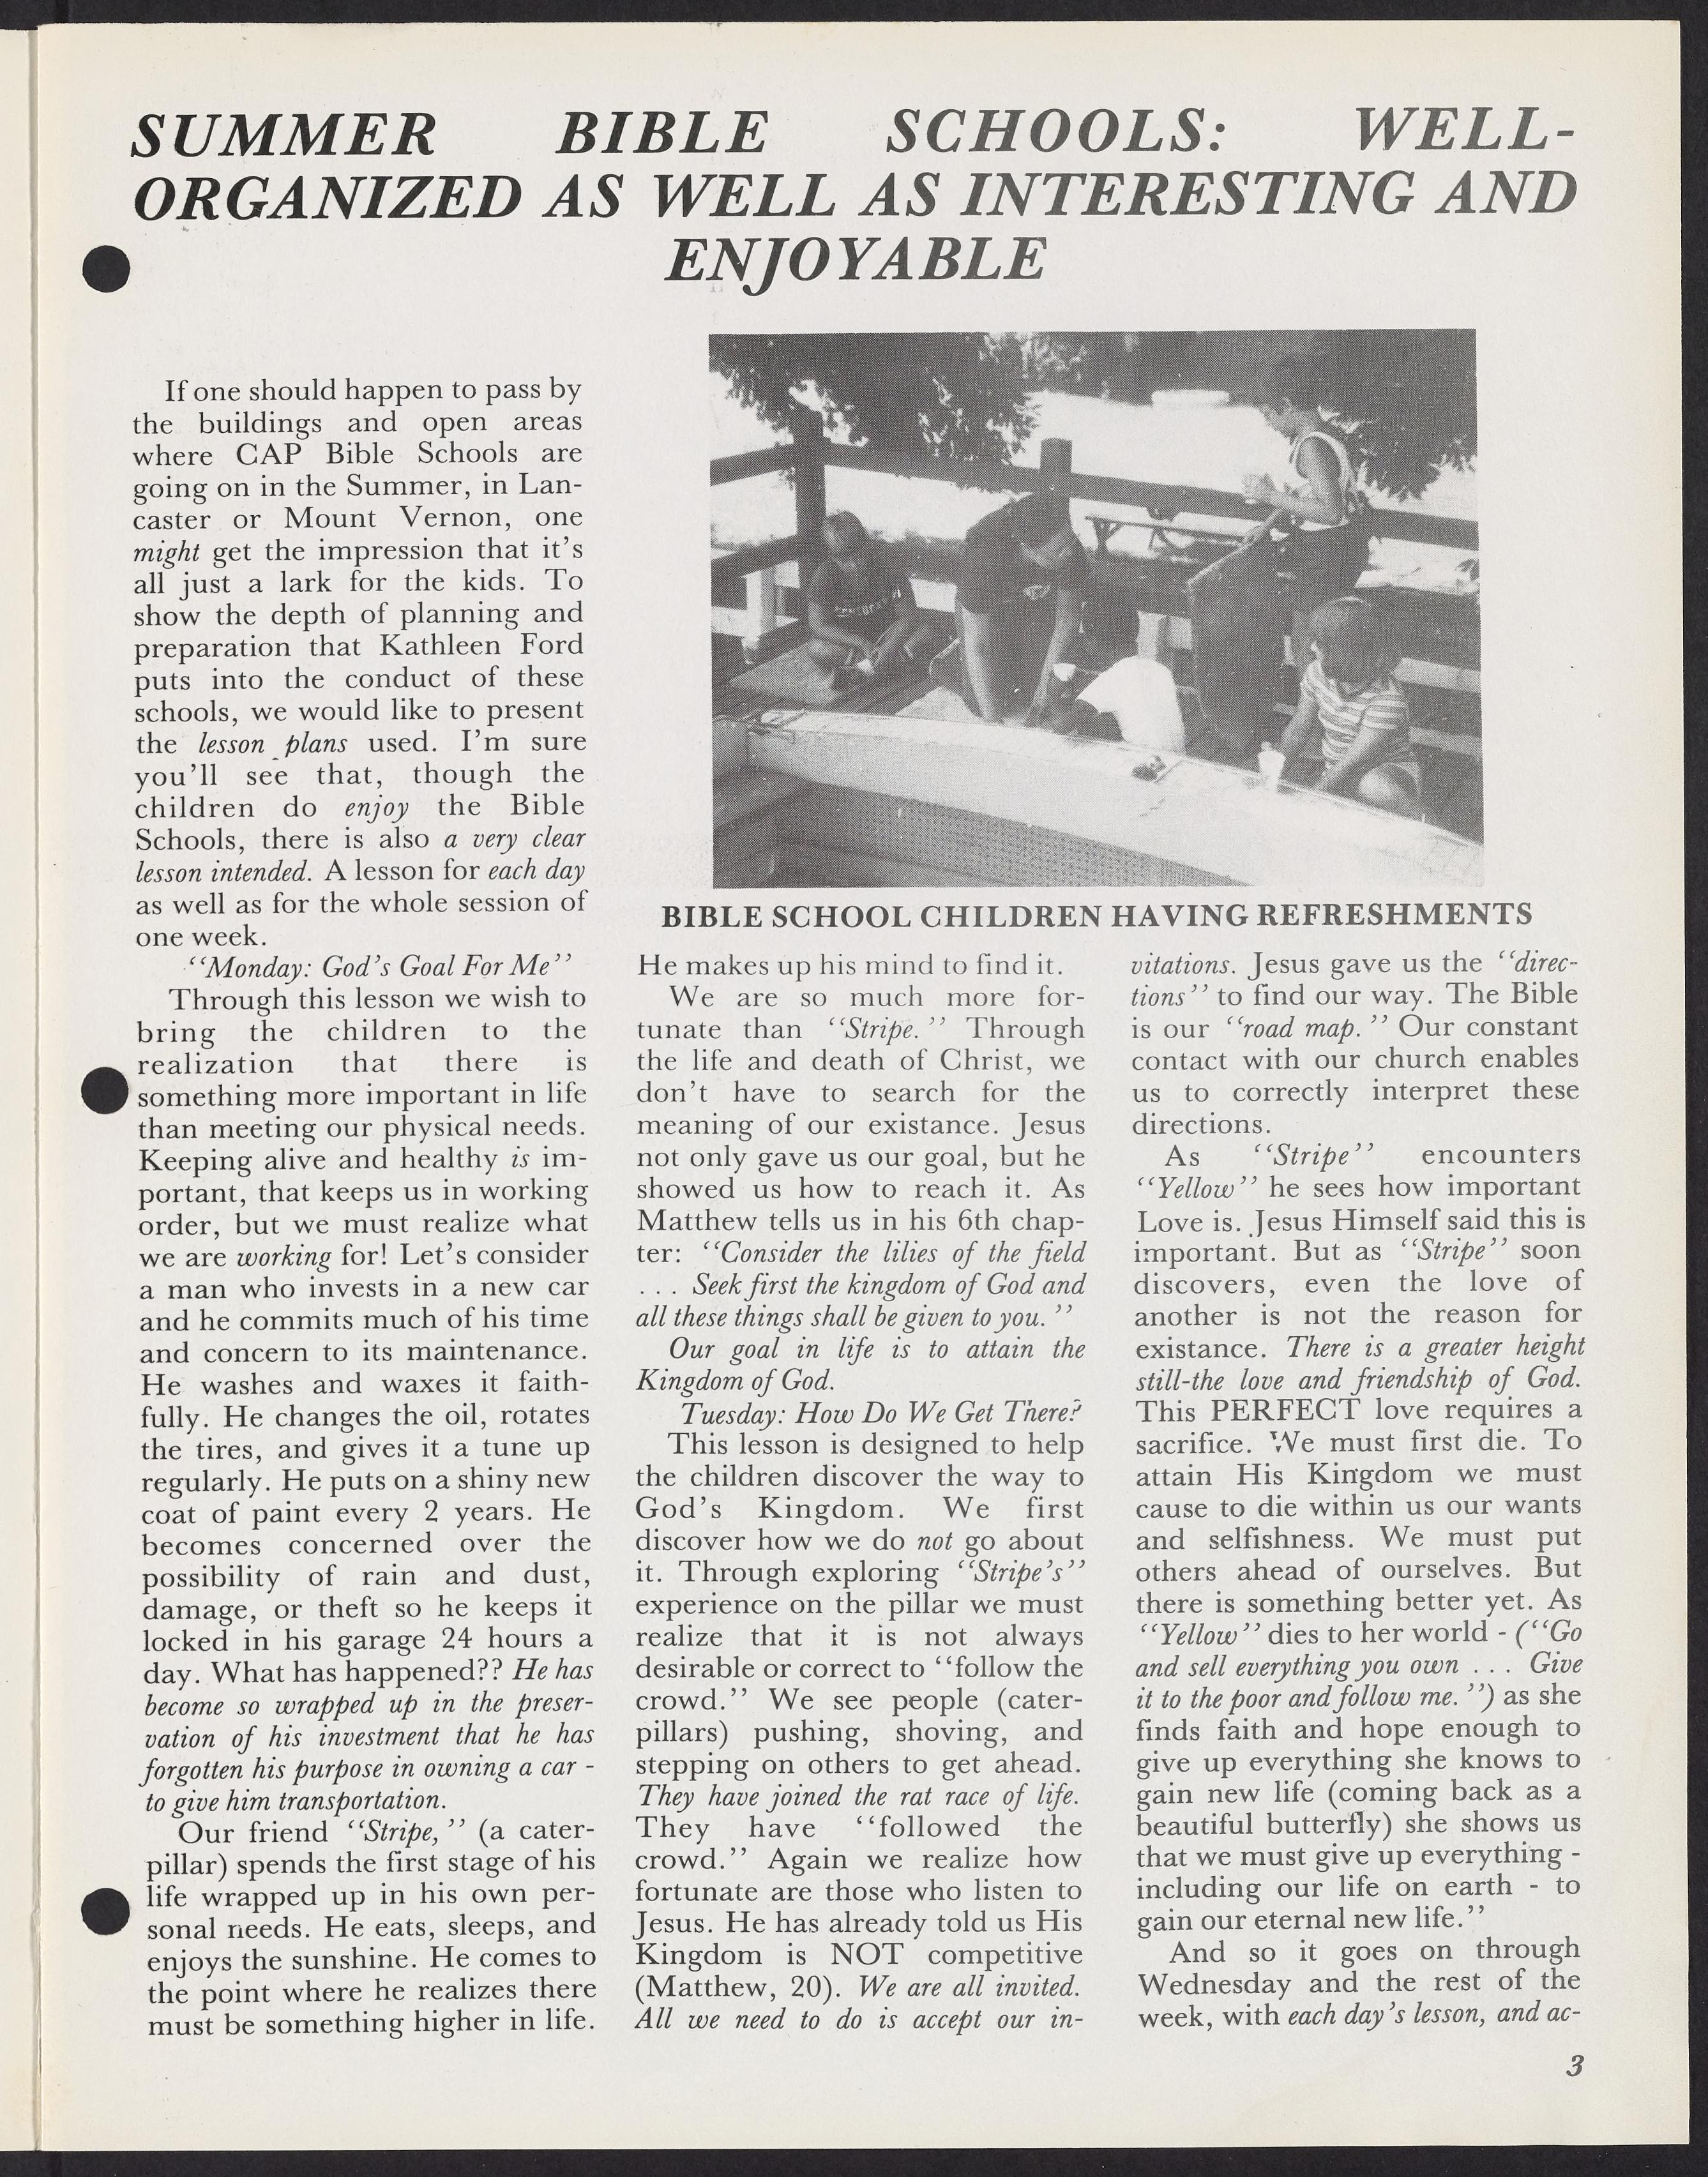 SUMMER BIBLE SCHOOLS: WELL-
ORGANIZED AS WELL AS INTERESTING AND
ENJOYABLE
If one should happen to pass by
the buildings and open areas
where CAP Bible Schools are
going on in the Summer, in Lan-
caster or Mount Vernon, one
might get the impression that it's
all just a lark for the kids. To
show the depth of planning and
preparation that Kathleen Ford
puts into the conduct of these
schools, we would like to present
the lesson plans used. I'm sure
you'll see that, though the
children do enjoy the Bible
Schools, there is also a very clear
lesson intended. A lesson for each day
as well as for the whole session of
one week.
"Monday: God's Goal For Me"
Through this lesson we wish to
bring the children to the
realization that there is
something more important in life
than meeting our physical needs.
Keeping alive and healthy is im-
portant, that keeps us in working
order, but we must realize what
we are working for! Let's consider
a man who invests in a new car
and he commits much of his time
and concern to its maintenance.
He washes and waxes it faith-
fully. He changes the oil, rotates
the tires, and gives it a tune up
regularly. He puts on a shiny new
coat of paint every 2 years. He
becomes concerned over the
possibility of rain and dust,
damage, or theft so he keeps it
locked in his garage 24 hours a
day. What has happened?? He has
become so wrapped up in the preser-
vation of his investment that he has
forgotten his purpose in owning a car -
to give him transportation.
Our friend "Stripe," (a cater-
pillar) spends the first stage of his
life wrapped up in his own per-
sonal needs. He eats, sleeps, and
enjoys the sunshine. He comes to
the point where he realizes there
must be something higher in life.
BIBLE SCHOOL CHILDREN HAVING REFRESHMENTS
He makes up his mind to find it.
We are so much more for-
tunate than "Stripe." Through
the life and death of Christ, we
don't have to search for the
meaning of our existance. Jesus
not only gave us our goal, but he
showed us how to reach it. As
Matthew tells us in his 6th chap-
ter: "Consider the lilies of the field
. . . Seek first the kingdom of God and
all these things shall be given to you."
Our goal in life is to attain the
Kingdom of God.
Tuesday: How Do We Get There?
This lesson is designed to help
the children discover the way to
God's Kingdom. We first
discover how we do not go about
it. Through exploring "Stripe's"
experience on the pillar we must
realize that it is not always
desirable or correct to "follow the
crowd." We see people (cater-
pillars) pushing, shoving, and
stepping on others to get ahead.
They have joined the rat race of life.
They have "followed the
crowd." Again we realize how
fortunate are those who listen to
Jesus. He has already told us His
Kingdom is NOT competitive
(Matthew, 20). We are all invited.
All we need to do is accept our in-
vitations. Jesus gave us the "direc-
tions" to find our way. The Bible
is our "road map." Our constant
contact with our church enables
us to correctly interpret these
directions.
As "Stripe" encounters
"Yellow" he sees how important
Love is. Jesus Himself said this is
important. But as "Stripe" soon
discovers, even the love of
another is not the reason for
existance. There is a greater height
still-the love and friendship of God.
This PERFECT love requires a
sacrifice. We must first die. To
attain His Kingdom we must
cause to die within us our wants
and selfishness. We must put
others ahead of ourselves. But
there is something better yet. As
"Yellow" dies to her world - ("Go
and sell everything you own . . . Give
it to the poor and follow me.") as she
finds faith and hope enough to
give up everything she knows to
gain new life (coming back as a
beautiful butterfly) she shows us
that we must give up everything -
including our life on earth - to
gain our eternal new life."
And so it goes on through
Wednesday and the rest of the
week, with each day's lesson, and ac-
3